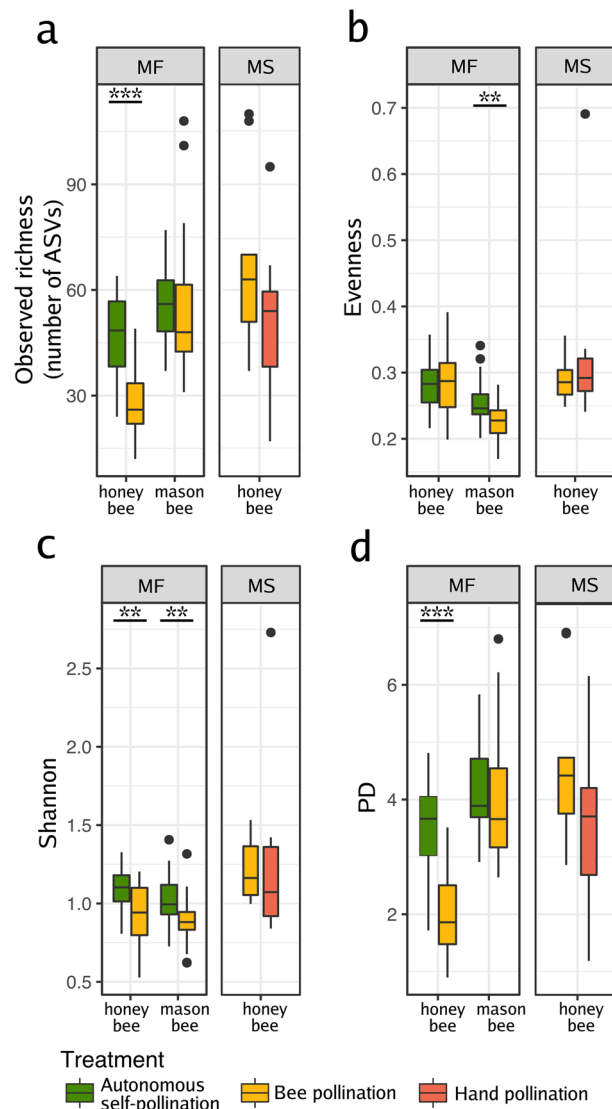 a
MF
MS
***
Observed richness
(number of ASVs)
90
60
30
honey
bee
mason
bee
honey
bee
b
MF
MS
**
Evenness
0.7
0.6
0.5
0.4
0.3
0.2
honey
bee
mason
bee
honey
bee
c
MF
MS
**
**
Shannon
2.5
2.0
1.5
1.0
0.5
honey
bee
mason
bee
honey
bee
d
MF
MS
***
PD
6
4
2
honey
bee
mason
bee
honey
bee
Treatment
Autonomous
self-pollination
Bee pollination
Hand pollination